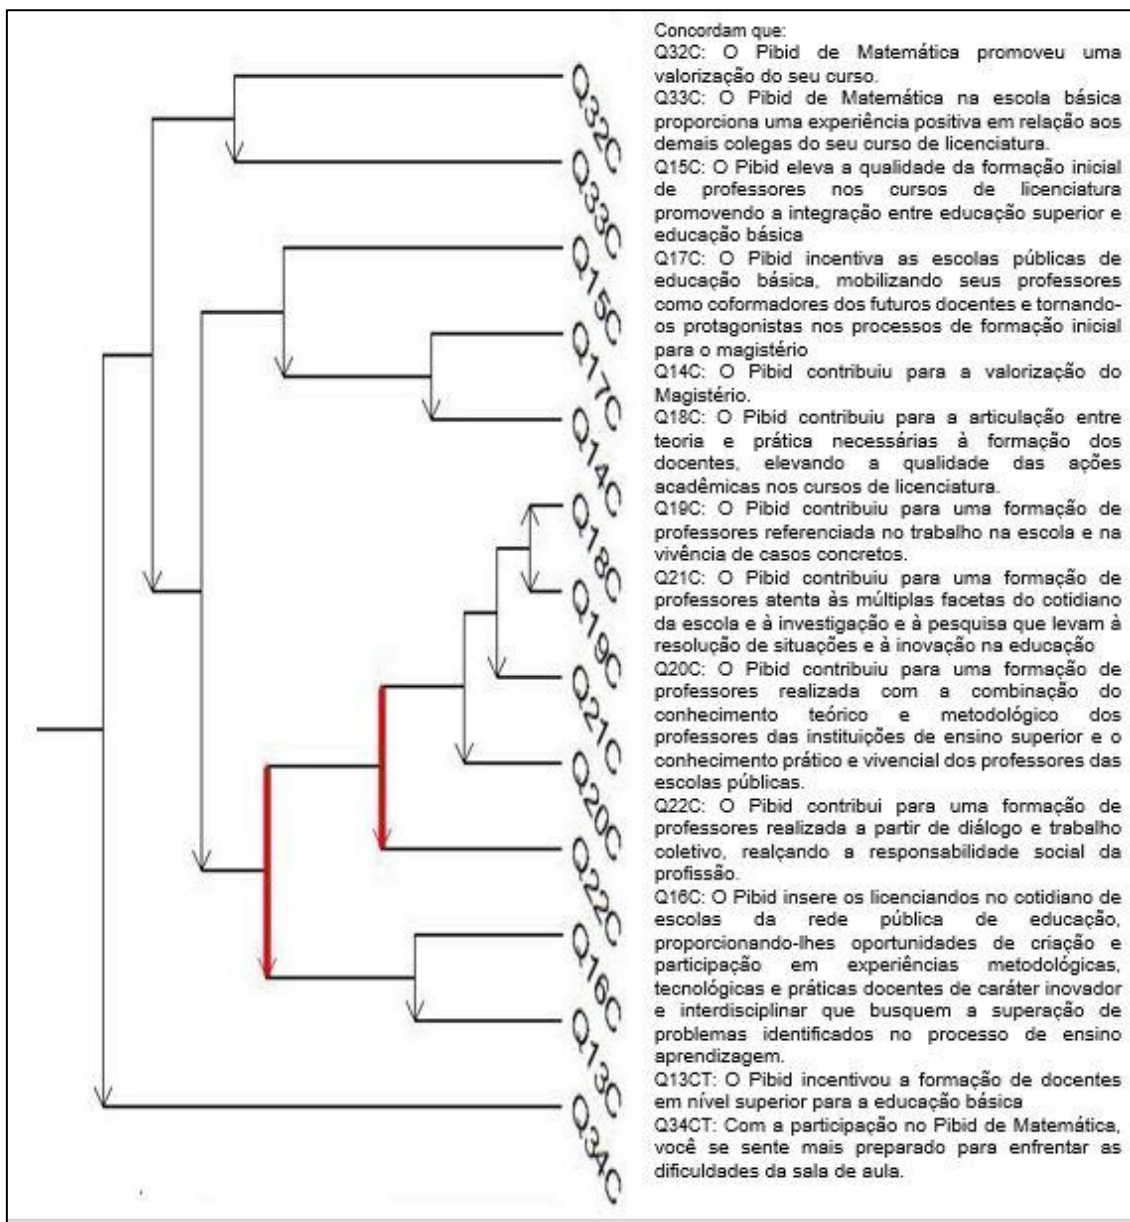 Q32C
Q33C
Q15C
Q17C
Q14C
Q18C
Q19C
Q21C
Q20C
Q22C
Q16C
Q13C
Q34C
Concordam que:
Q32C: O Pibid de Matemática promoveu uma
valorização do seu curso.
Q33C: O Pibid de Matemática na escola básica
proporciona uma experiência positiva em relação aos
demais colegas do seu curso de licenciatura.
Q15C: O Pibid eleva a qualidade da formação inicial
de professores nos cursos de licenciatura
promovendo a integração entre educação superior e
educação básica
Q17C: O Pibid incentiva as escolas públicas de
educação básica, mobilizando seus professores
como coformadores dos futuros docentes e tornando-
os protagonistas nos processos de formação inicial
para o magistério
Q14C: O Pibid contribuiu para a valorização do
Magistério.
Q18C: O Pibid contribuiu para a articulação entre
teoria e prática necessárias à formação dos
docentes, elevando a qualidade das ações
acadêmicas nos cursos de licenciatura.
Q19C: O Pibid contribuiu para uma formação de
professores referenciada no trabalho na escola e na
vivência de casos concretos.
Q21C: O Pibid contribuiu para uma formação de
professores atenta às múltiplas facetas do cotidiano
da escola e à investigação e à pesquisa que levam à
resolução de situações e à inovação na educação
Q20C: O Pibid contribuiu para uma formação de
professores realizada com a combinação do
conhecimento teórico e metodológico dos
professores das instituições de ensino superior e o
conhecimento prático e vivencial dos professores das
escolas públicas.
Q22C: O Pibid contribui para uma formação de
professores realizada a partir de diálogo e trabalho
coletivo, realçando a responsabilidade social da
profissão.
Q16C: O Pibid insere os licenciandos no cotidiano de
escolas da rede pública de educação,
proporcionando-lhes oportunidades de criação e
participação em experiências metodológicas,
tecnológicas e práticas docentes de caráter inovador
e interdisciplinar que busquem a superação de
problemas identificados no processo de ensino
aprendizagem.
Q13CT: O Pibid incentivou a formação de docentes
em nível superior para a educação básica
Q34CT: Com a participação no Pibid de Matemática,
você se sente mais preparado para enfrentar as
dificuldades da sala de aula.